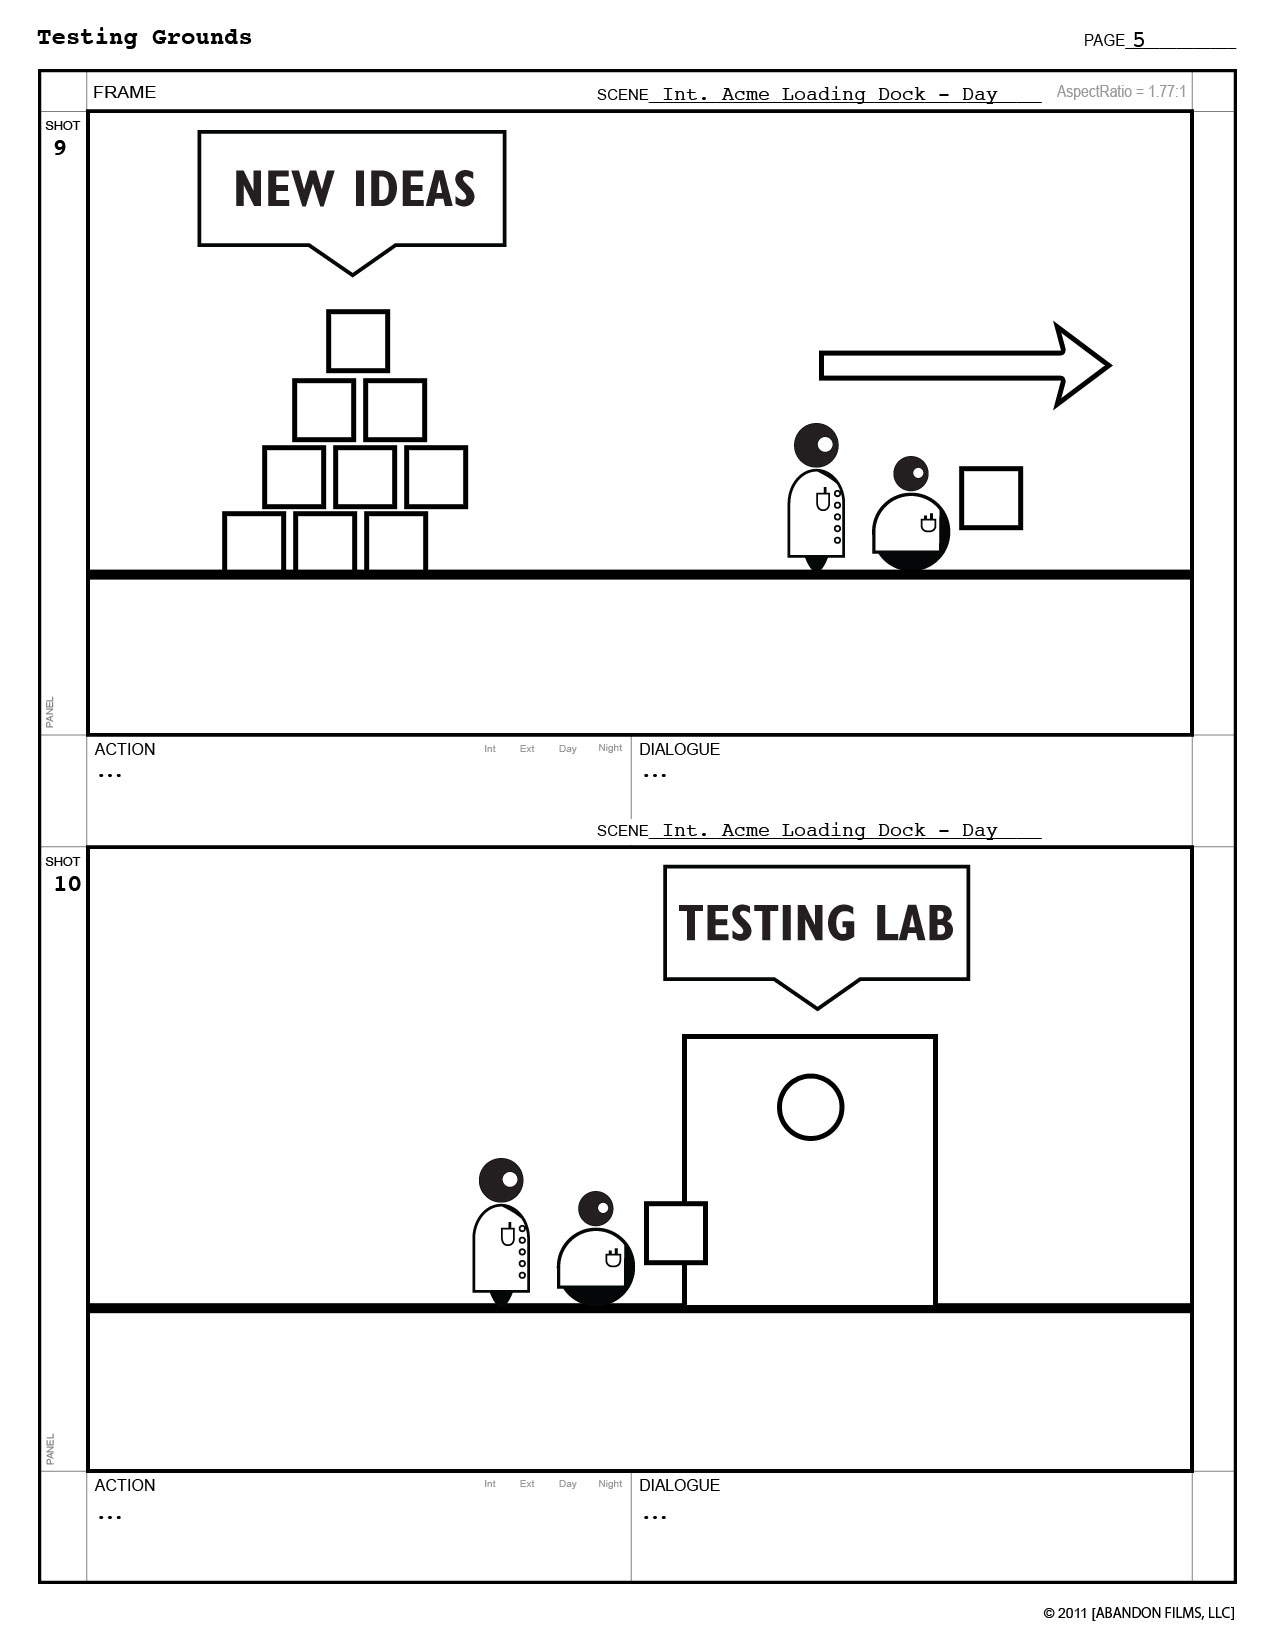 Testing Grounds
PAGE 5
FRAME
SCENE Int. Acme Loading Dock - Day
AspectRatio = 1.77:1
SHOT
9
NEW IDEAS
PANEL
ACTION
Int Ext Day Night
DIALOGUE
...
...
SCENE Int. Acme Loading Dock - Day
SHOT
10
TESTING LAB
PANEL
ACTION
Int Ext Day Night
DIALOGUE
...
...
© 2011 [ABANDON FILMS, LLC]